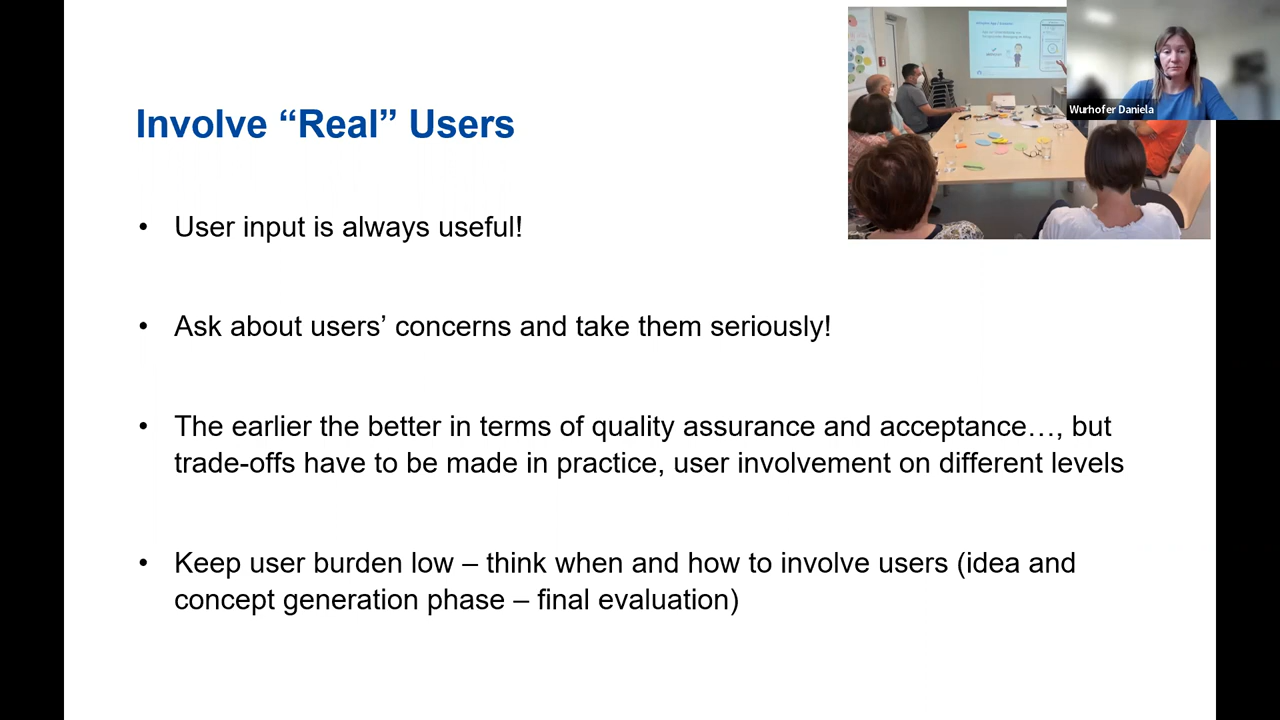 Wurhofer Daniela
Involve “Real” Users
• User input is always useful!
• Ask about users’ concerns and take them seriously!
• The earlier the better in terms of quality assurance and acceptance…, but
trade-offs have to be made in practice, user involvement on different levels
• Keep user burden low – think when and how to involve users (idea and
concept generation phase – final evaluation)